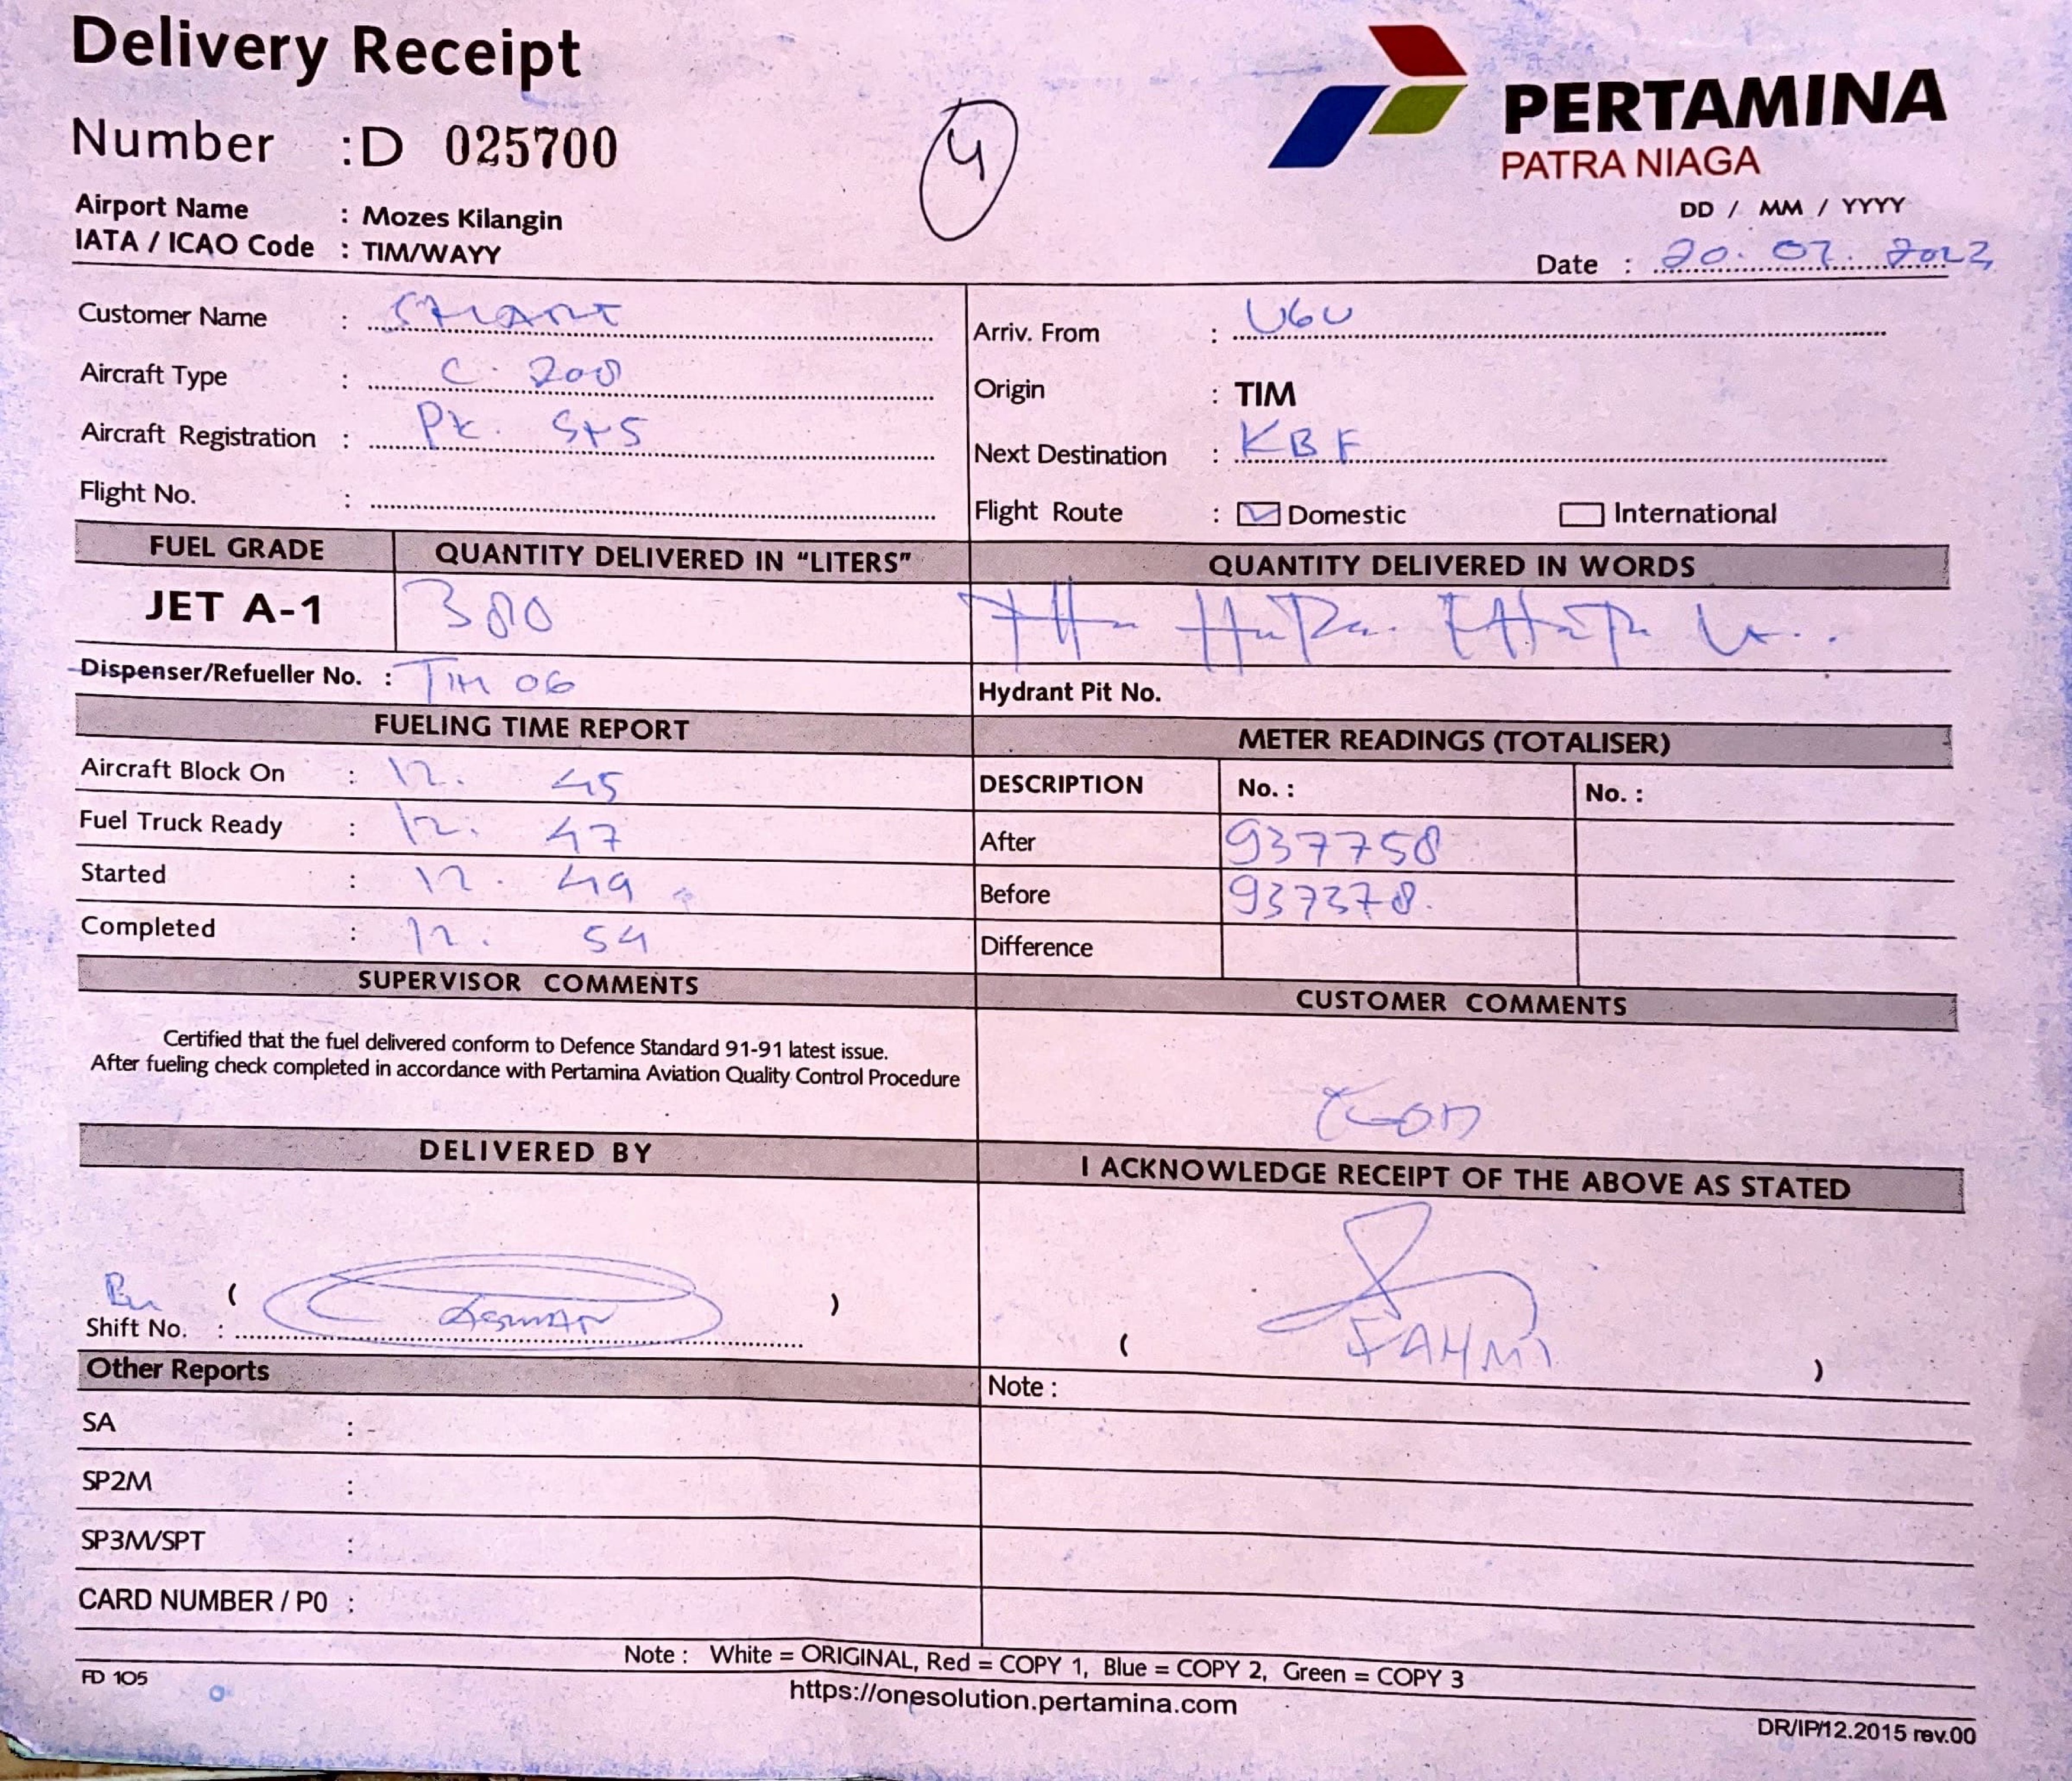 Delivery Receipt
Number : D 025700
4
PERTAMINA
PATRA NIAGA
Airport Name : Mozes Kilangin
IATA / ICAO Code : TIM/WAYY
DD / MM / YYYY
Date : 20. 07. 2023
Customer Name :
Aircraft Type : C. 208
Aircraft Registration : PK.
Flight No. :
Arriv. From :
Origin : TIM
Next Destination : KBF
Flight Route : Domestic International
FUEL GRADE QUANTITY DELIVERED IN "LITERS" QUANTITY DELIVERED IN WORDS
JET A-1 380
Dispenser/Refueller No. : TIM 06
Hydrant Pit No.
FUELING TIME REPORT
Aircraft Block On : 12. 45
Fuel Truck Ready : 12. 47
Started : 12. 49
Completed : 12. 54
METER READINGS (TOTALISER)
DESCRIPTION No. : No. :
After 937758
Before 937378.
Difference
SUPERVISOR COMMENTS
Certified that the fuel delivered conform to Defence Standard 91-91 latest issue.
After fueling check completed in accordance with Pertamina Aviation Quality Control Procedure
CUSTOMER COMMENTS
DELIVERED BY
( )
Shift No. :
I ACKNOWLEDGE RECEIPT OF THE ABOVE AS STATED
( FAHMI )
Other Reports
Note :
SA : -
SP2M :
SP3M/SPT :
CARD NUMBER / P0 :
Note : White = ORIGINAL, Red = COPY 1, Blue = COPY 2, Green = COPY 3
FD 105
https://onesolution.pertamina.com
DR/IP/12.2015 rev.00